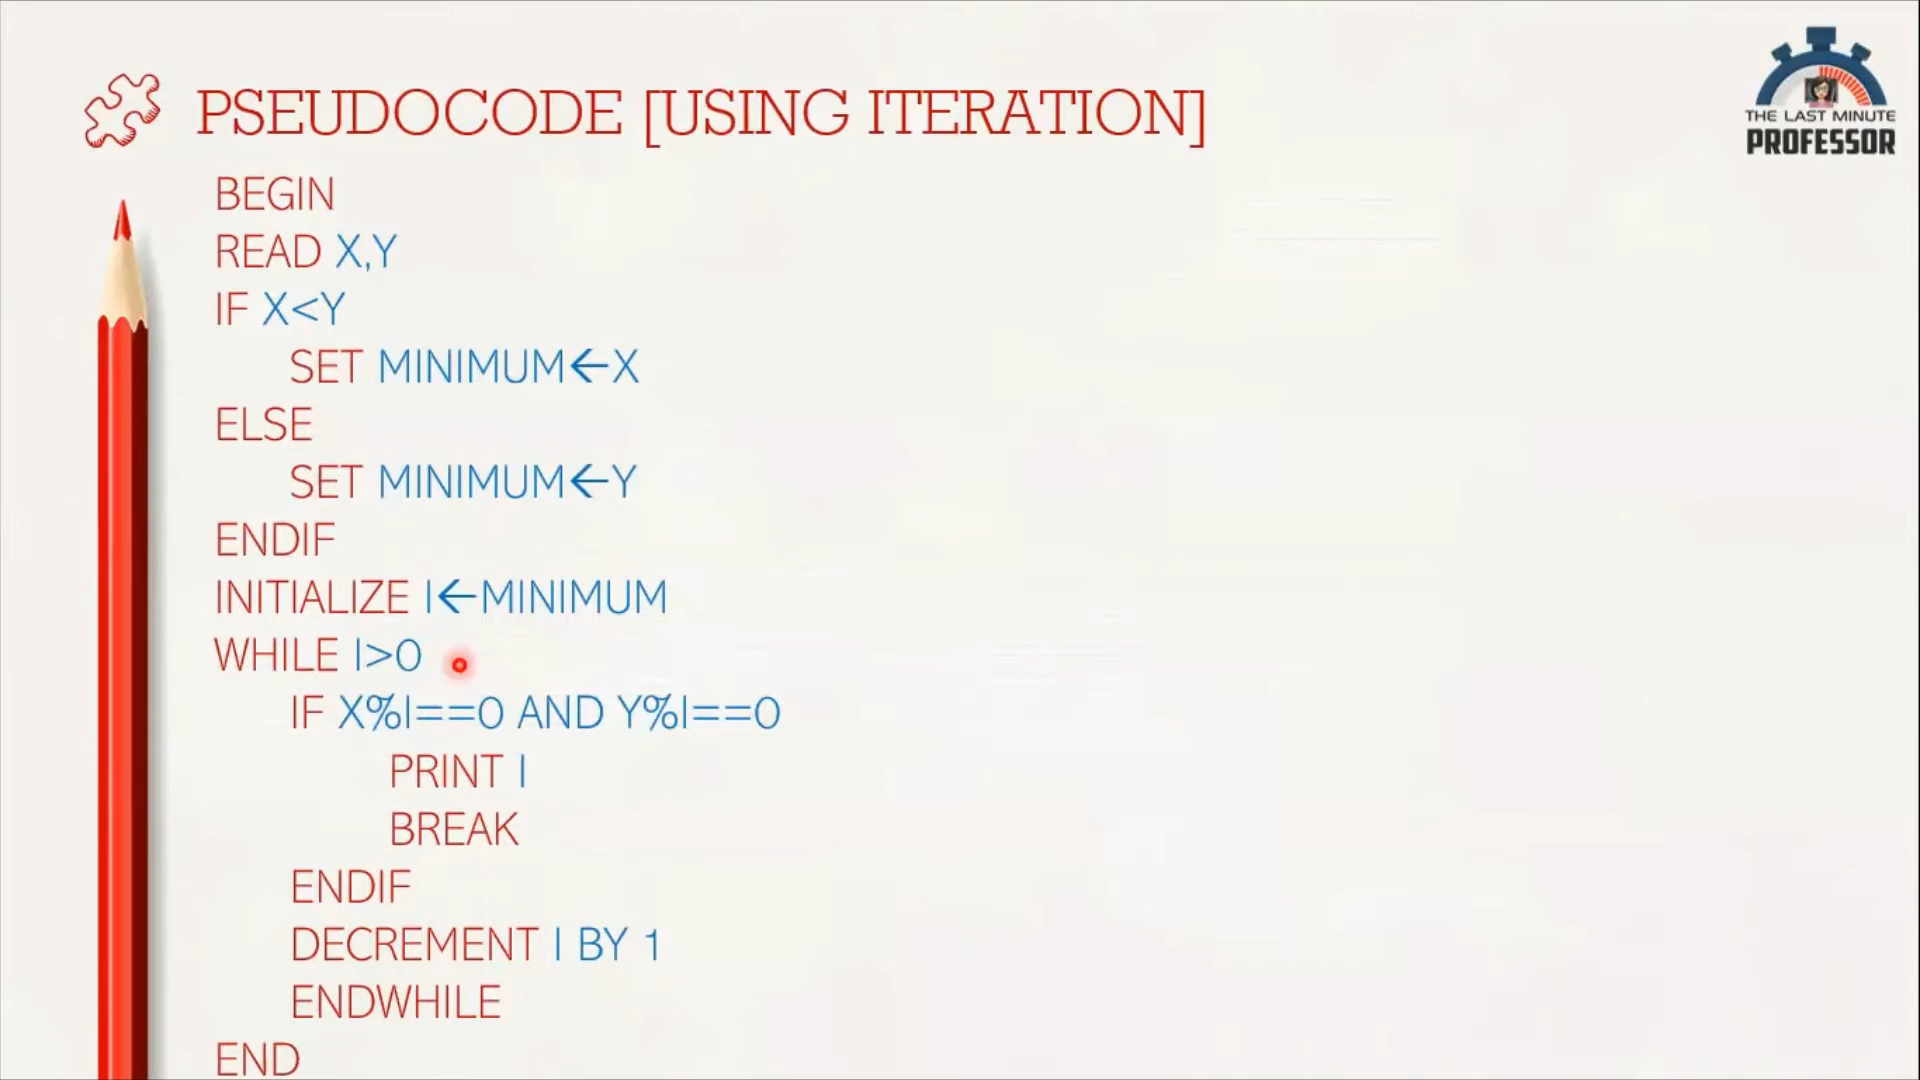 PSEUDOCODE [USING ITERATION]
THE LAST MINUTE
PROFESSOR
BEGIN
READ X,Y
IF X<Y
SET MINIMUM←X
ELSE
SET MINIMUM←Y
ENDIF
INITIALIZE I←MINIMUM
WHILE I>0
IF X%I==0 AND Y%I==0
PRINT I
BREAK
ENDIF
DECREMENT I BY 1
ENDWHILE
END